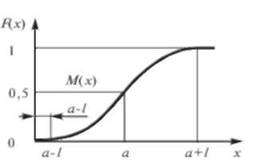 F(x)
1
M(x)
0,5
a-l
0
a-l a a+l x